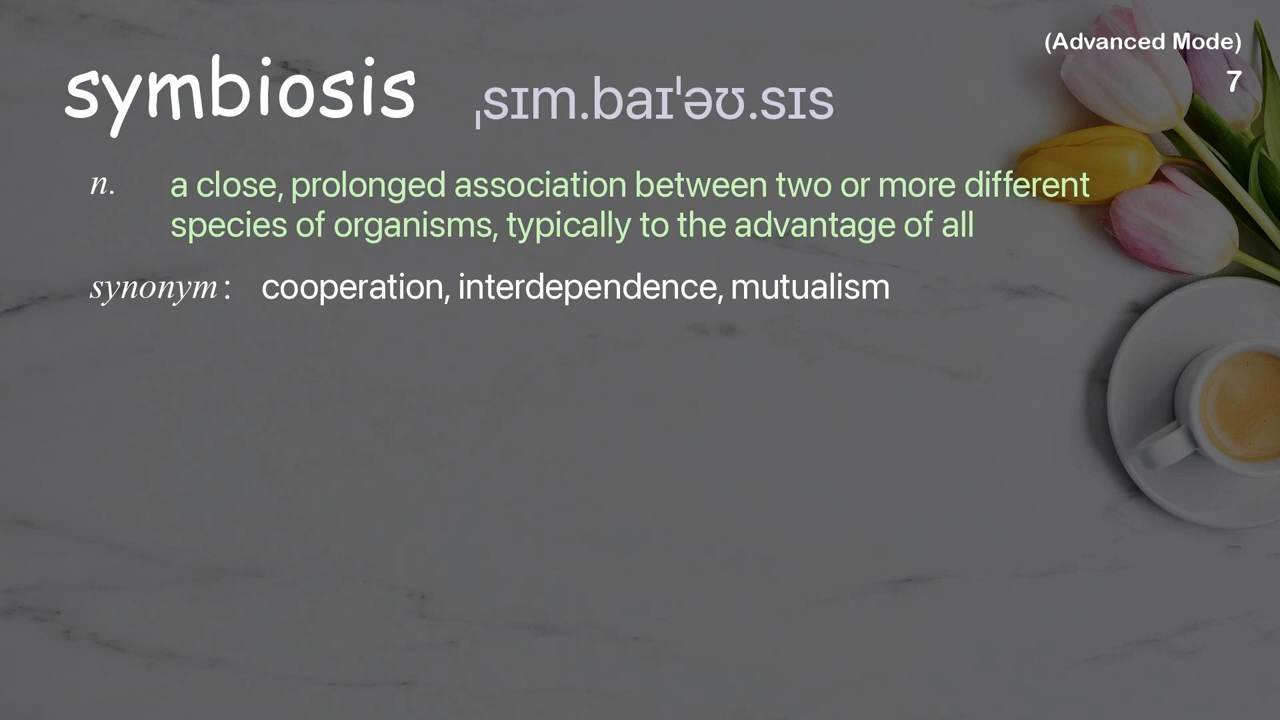 (Advanced Mode)
symbiosis ˌsɪm.baɪˈəʊ.sɪs
7
n. a close, prolonged association between two or more different
species of organisms, typically to the advantage of all
synonym: cooperation, interdependence, mutualism